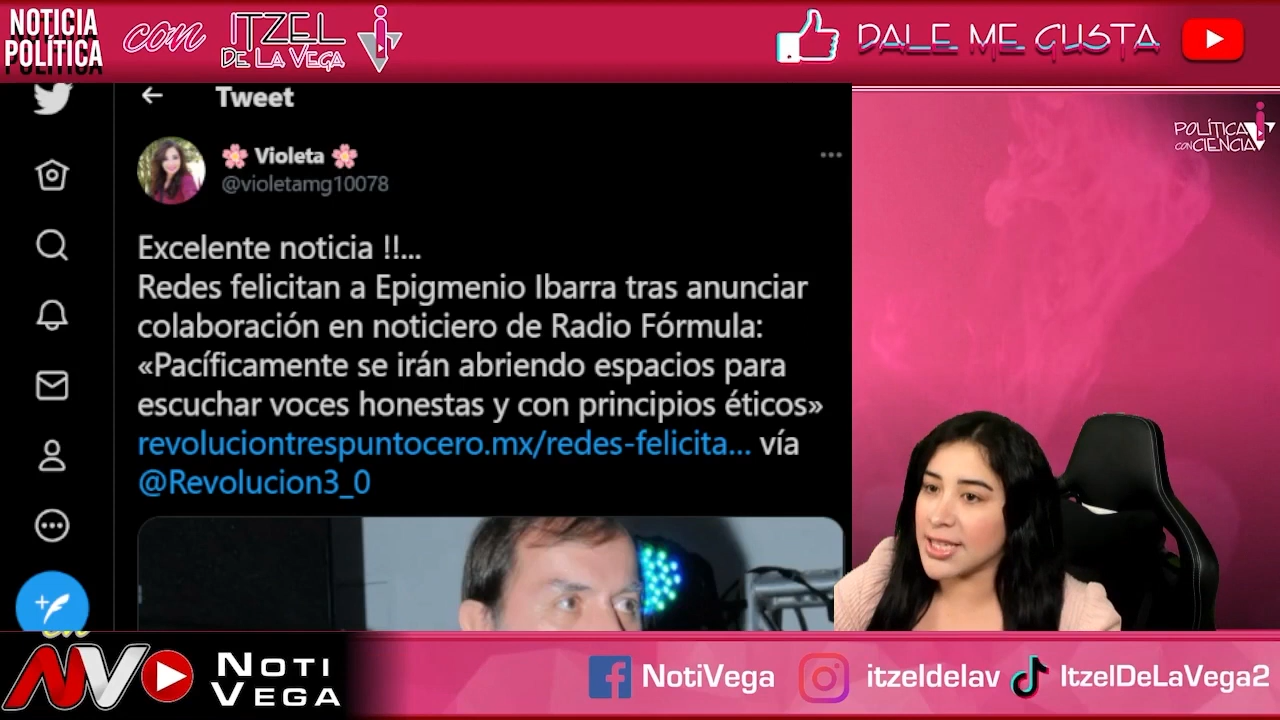 NOTICIA
POLÍTICA
con
ITZEL
DE LA VEGA
DALE ME GUSTA
Tweet
🌸 Violeta 🌸
@violetamg10078
Excelente noticia !!...
Redes felicitan a Epigmenio Ibarra tras anunciar
colaboración en noticiero de Radio Fórmula:
«Pacíficamente se irán abriendo espacios para
escuchar voces honestas y con principios éticos»
revoluciontrespuntocero.mx/redes-felicita... vía
@Revolucion3_0
POLÍTICA
CON CIENCIA
en
NV
NOTI
VEGA
NotiVega
itzeldelav
ItzelDeLaVega2